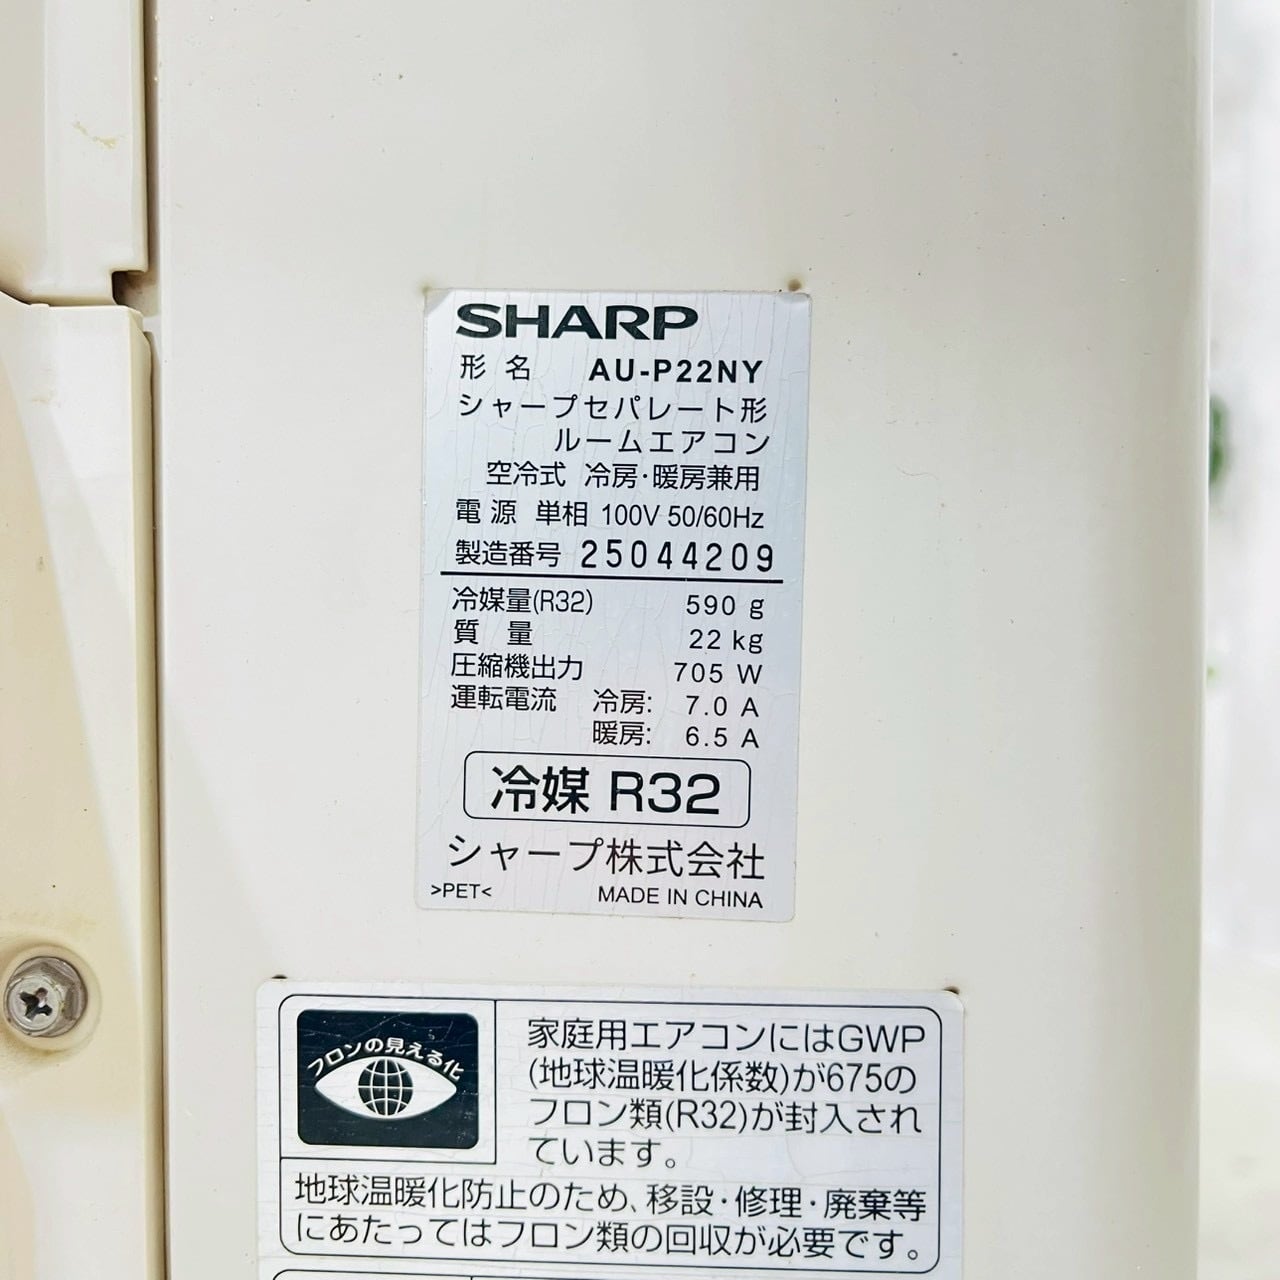 SHARP
形名 AU-P22NY
シャープセパレート形
ルームエアコン
空冷式 冷房・暖房兼用
電源 単相 100V 50/60Hz
製造番号 25044209
冷媒量(R32) 590 g
質量 22 kg
圧縮機出力 705 W
運転電流 冷房: 7.0 A
暖房: 6.5 A
冷媒 R32
シャープ株式会社
>PET< MADE IN CHINA
フロンの見える化
家庭用エアコンにはGWP
(地球温暖化係数)が675の
フロン類(R32)が封入され
ています。
地球温暖化防止のため、移設・修理・廃棄等
にあたってはフロン類の回収が必要です。